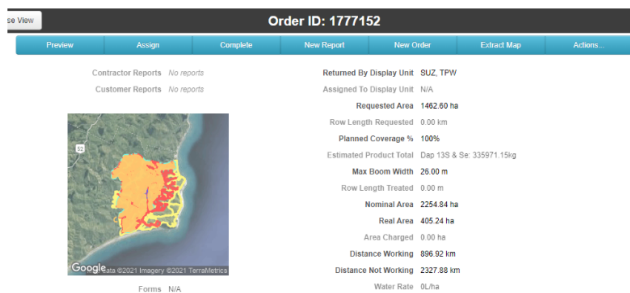 se View
Order ID: 1777152
Preview Assign Complete New Report New Order Extract Map Actions...
Contractor Reports No reports
Customer Reports No reports
Returned By Display Unit SUZ, TPW
Assigned To Display Unit N/A
Requested Area 1462.60 ha
Row Length Requested 0.00 km
Planned Coverage % 100%
Estimated Product Total Dap 13S & Se: 335971.15kg
Max Boom Width 26.00 m
Row Length Treated 0.00 m
Nominal Area 2254.84 ha
Real Area 405.24 ha
Area Charged 0.00 ha
Distance Working 896.92 km
Distance Not Working 2327.88 km
Water Rate 0L/ha
52
Google ata ©2021 Imagery ©2021 TerraMetrics
Forms N/A